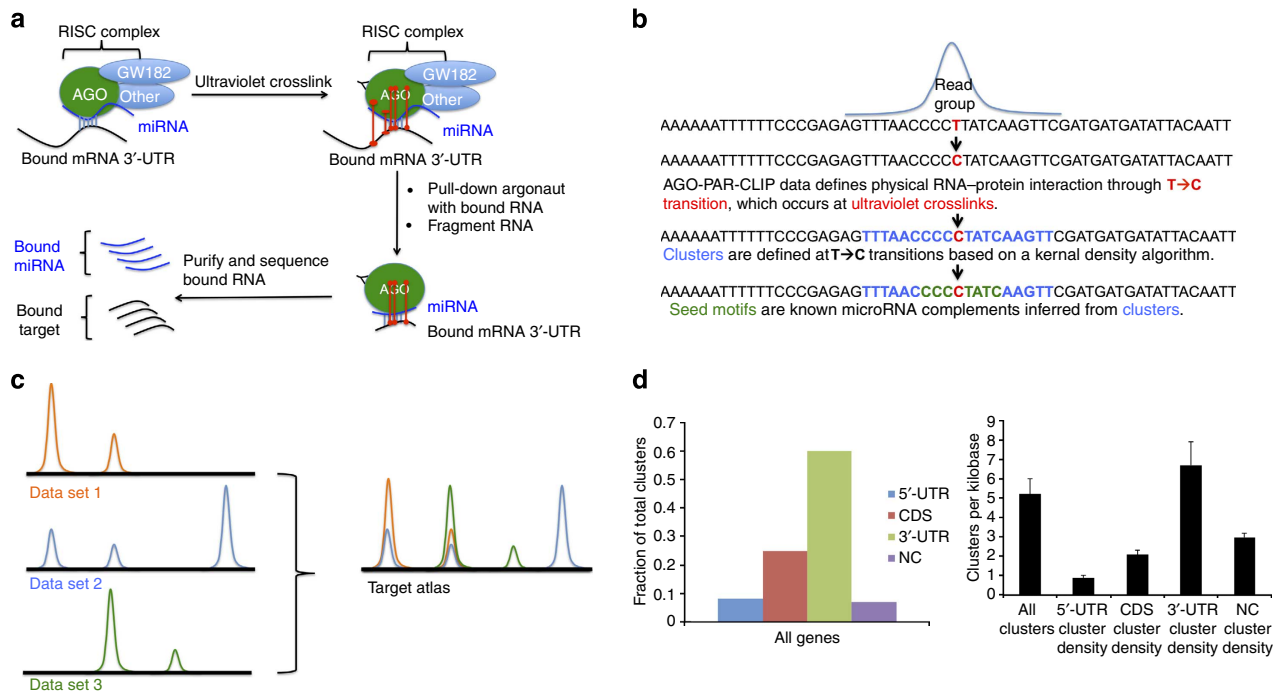 a
RISC complex
GW182
AGO
Other
miRNA
Bound mRNA 3′-UTR
Ultraviolet crosslink
RISC complex
GW182
AGO
Other
miRNA
Bound mRNA 3′-UTR
• Pull-down argonaut
with bound RNA
• Fragment RNA
AGO
miRNA
Bound mRNA 3′-UTR
Purify and sequence
bound RNA
Bound
miRNA
Bound
target
b
Read
group
AAAAAATTTTTTCCCGAGAGTTTAACCCCTTATCAAGTTCGATGATGATATTACAATT
AAAAAATTTTTTCCCGAGAGTTTAACCCCCTATCAAGTTCGATGATGATATTACAATT
AGO-PAR-CLIP data defines physical RNA–protein interaction through T→C
transition, which occurs at ultraviolet crosslinks.
AAAAAATTTTTTCCCGAGAGTTTAACCCCCTATCAAGTTCGATGATGATATTACAATT
Clusters are defined at T→C transitions based on a kernal density algorithm.
AAAAAATTTTTTCCCGAGAGTTTAACCCCCTATCAAGTTCGATGATGATATTACAATT
Seed motifs are known microRNA complements inferred from clusters.
c
Data set 1
Data set 2
Data set 3
Target atlas
d
Fraction of total clusters
0.7
0.6
0.5
0.4
0.3
0.2
0.1
0
All genes
5′-UTR
CDS
3′-UTR
NC
Clusters per kilobase
9
8
7
6
5
4
3
2
1
0
All
clusters
5′-UTR
cluster
density
CDS
cluster
density
3′-UTR
cluster
density
NC
cluster
density